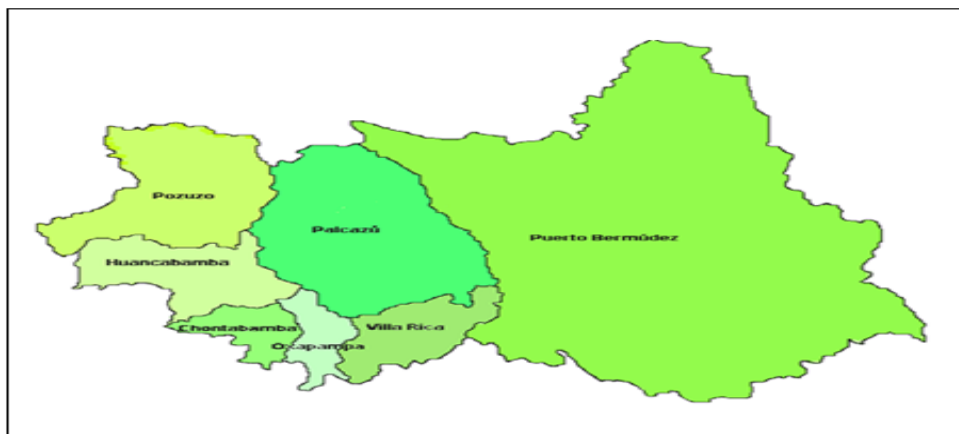 Pozuzo
Palcazú
Puerto Bermúdez
Huancabamba
Chontabamba
Villa Rica
Oxapampa